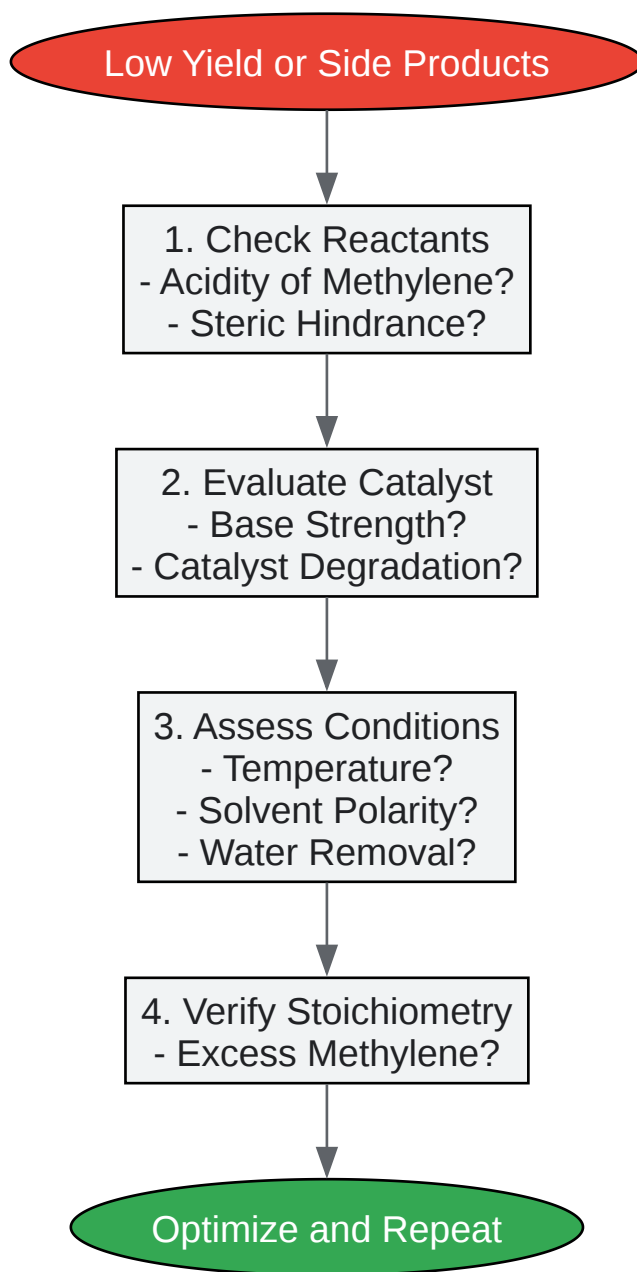 Low Yield or Side Products
1. Check Reactants
- Acidity of Methylene?
- Steric Hindrance?
2. Evaluate Catalyst
- Base Strength?
- Catalyst Degradation?
3. Assess Conditions
- Temperature?
- Solvent Polarity?
- Water Removal?
4. Verify Stoichiometry
- Excess Methylene?
Optimize and Repeat